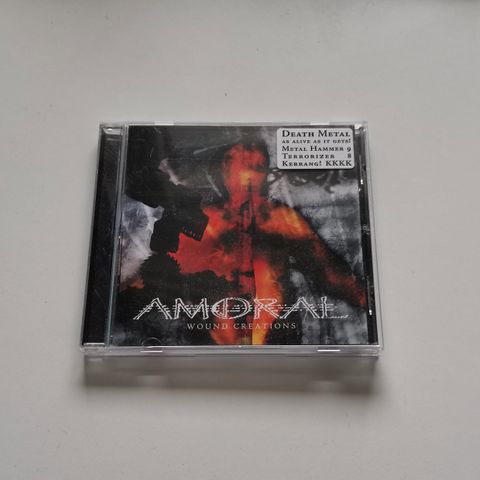 DEATH METAL
AS ALIVE AS IT GETS!
METAL HAMMER 9
TERRORIZER 8
KERRANG! KKKK
AMORAL
WOUND CREATIONS